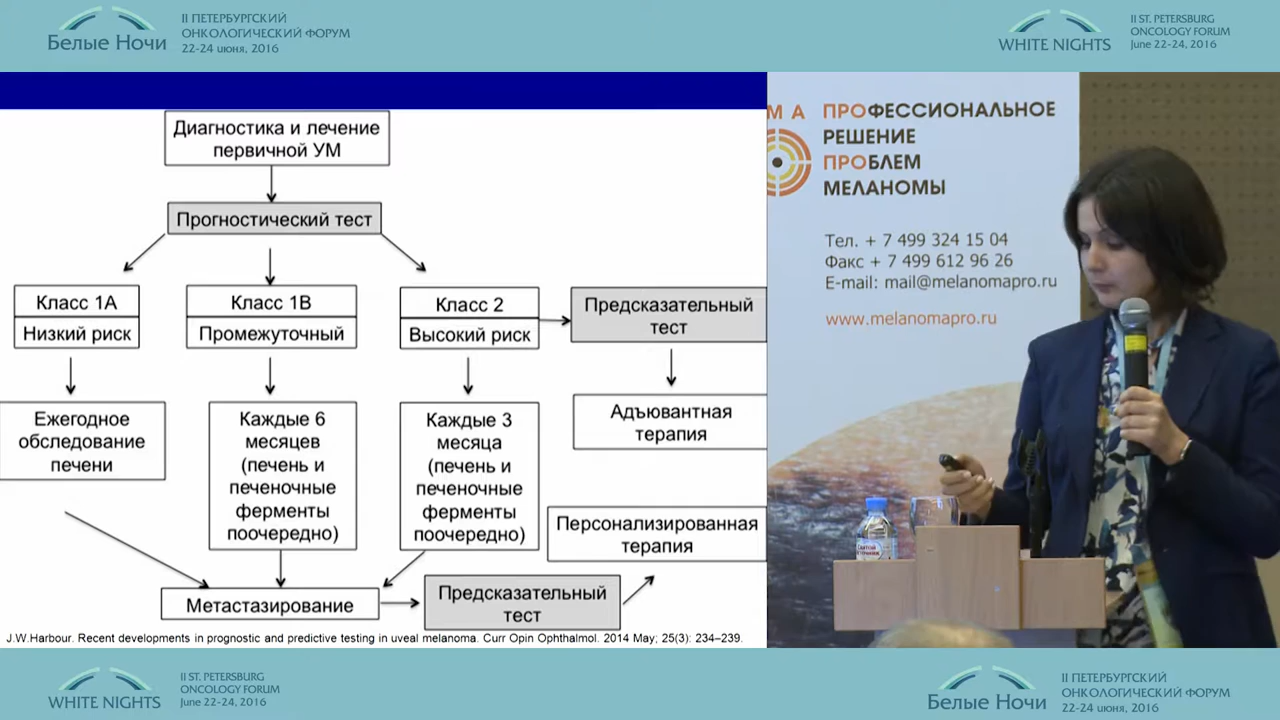 Белые Ночи
II ПЕТЕРБУРГСКИЙ
ОНКОЛОГИЧЕСКИЙ ФОРУМ
22-24 июня, 2016
WHITE NIGHTS
II ST. PETERSBURG
ONCOLOGY FORUM
June 22-24, 2016
Диагностика и лечение
первичной УМ
Прогностический тест
Класс 1А
Низкий риск
Класс 1В
Промежуточный
Класс 2
Высокий риск
Предсказательный
тест
Ежегодное
обследование
печени
Каждые 6
месяцев
(печень и
печеночные
ферменты
поочередно)
Каждые 3
месяца
(печень и
печеночные
ферменты
поочередно)
Адъювантная
терапия
Персонализированная
терапия
Метастазирование
Предсказательный
тест
J.W.Harbour. Recent developments in prognostic and predictive testing in uveal melanoma. Curr Opin Ophthalmol. 2014 May; 25(3): 234–239.
М А
ПРОФЕССИОНАЛЬНОЕ
РЕШЕНИЕ
ПРОБЛЕМ
МЕЛАНОМЫ
Тел. + 7 499 324 15 04
Факс + 7 499 612 96 26
E-mail: mail@melanomapro.ru
www.melanomapro.ru
WHITE NIGHTS
II ST. PETERSBURG
ONCOLOGY FORUM
June 22-24, 2016
Белые Ночи
II ПЕТЕРБУРГСКИЙ
ОНКОЛОГИЧЕСКИЙ ФОРУМ
22-24 июня, 2016